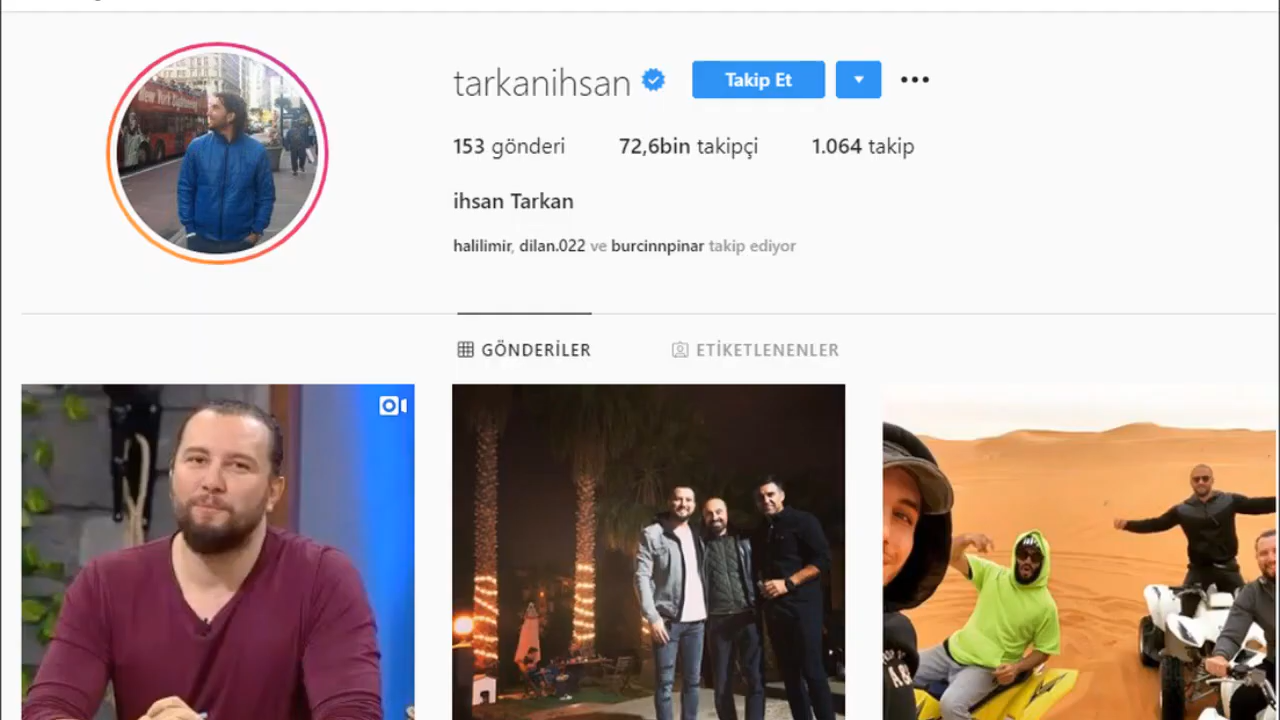 tarkanihsan Takip Et
153 gönderi 72,6bin takipçi 1.064 takip
ihsan Tarkan
halilimir, dilan.022 ve burcinnpinar takip ediyor
GÖNDERİLER ETİKETLENENLER